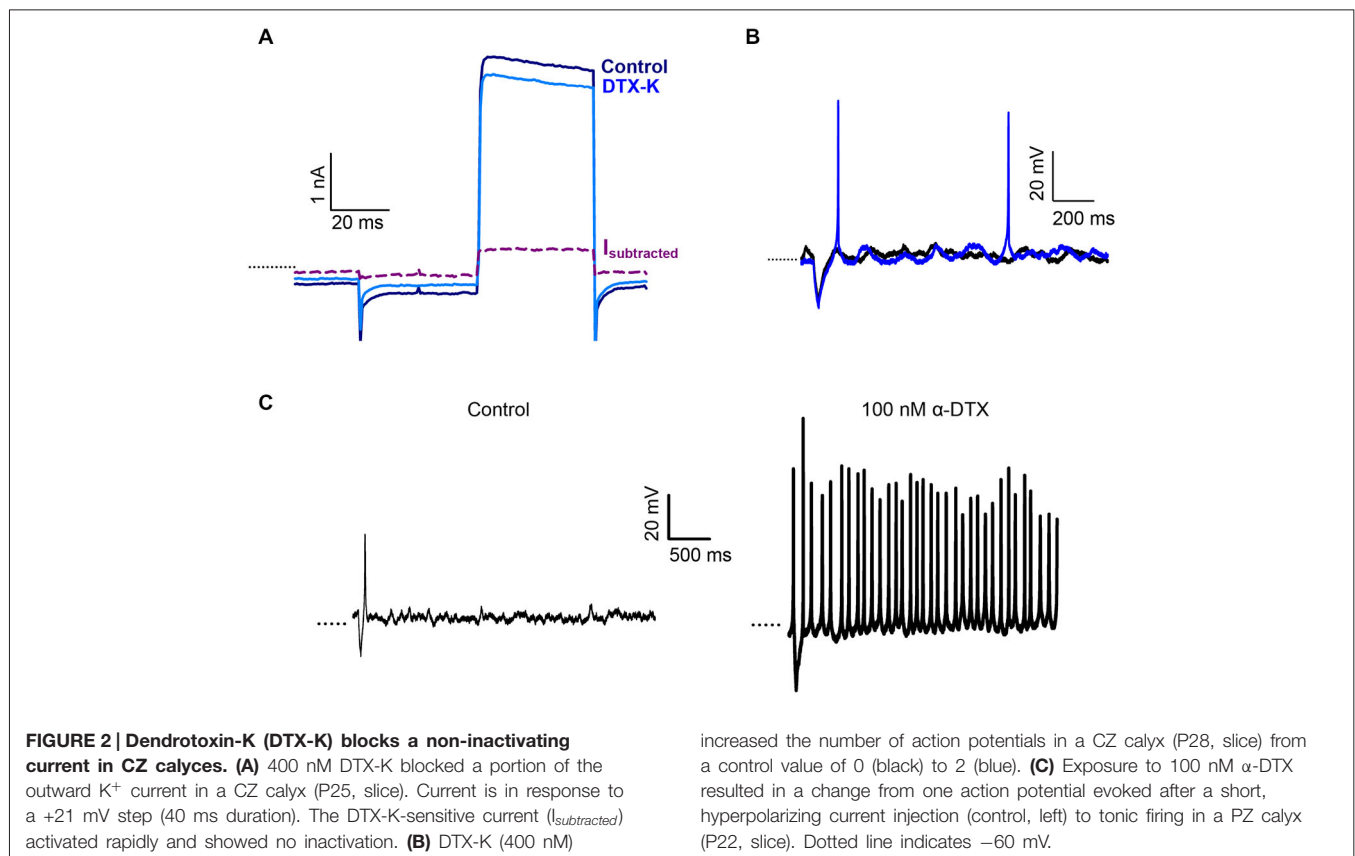 A
Control
DTX-K
1 nA
20 ms
I_subtracted
B
20 mV
200 ms
C
Control
100 nM α-DTX
20 mV
500 ms
FIGURE 2 | Dendrotoxin-K (DTX-K) blocks a non-inactivating
current in CZ calyces. (A) 400 nM DTX-K blocked a portion of the
outward K+ current in a CZ calyx (P25, slice). Current is in response to
a +21 mV step (40 ms duration). The DTX-K-sensitive current (Isubtracted)
activated rapidly and showed no inactivation. (B) DTX-K (400 nM)
increased the number of action potentials in a CZ calyx (P28, slice) from
a control value of 0 (black) to 2 (blue). (C) Exposure to 100 nM α-DTX
resulted in a change from one action potential evoked after a short,
hyperpolarizing current injection (control, left) to tonic firing in a PZ calyx
(P22, slice). Dotted line indicates −60 mV.